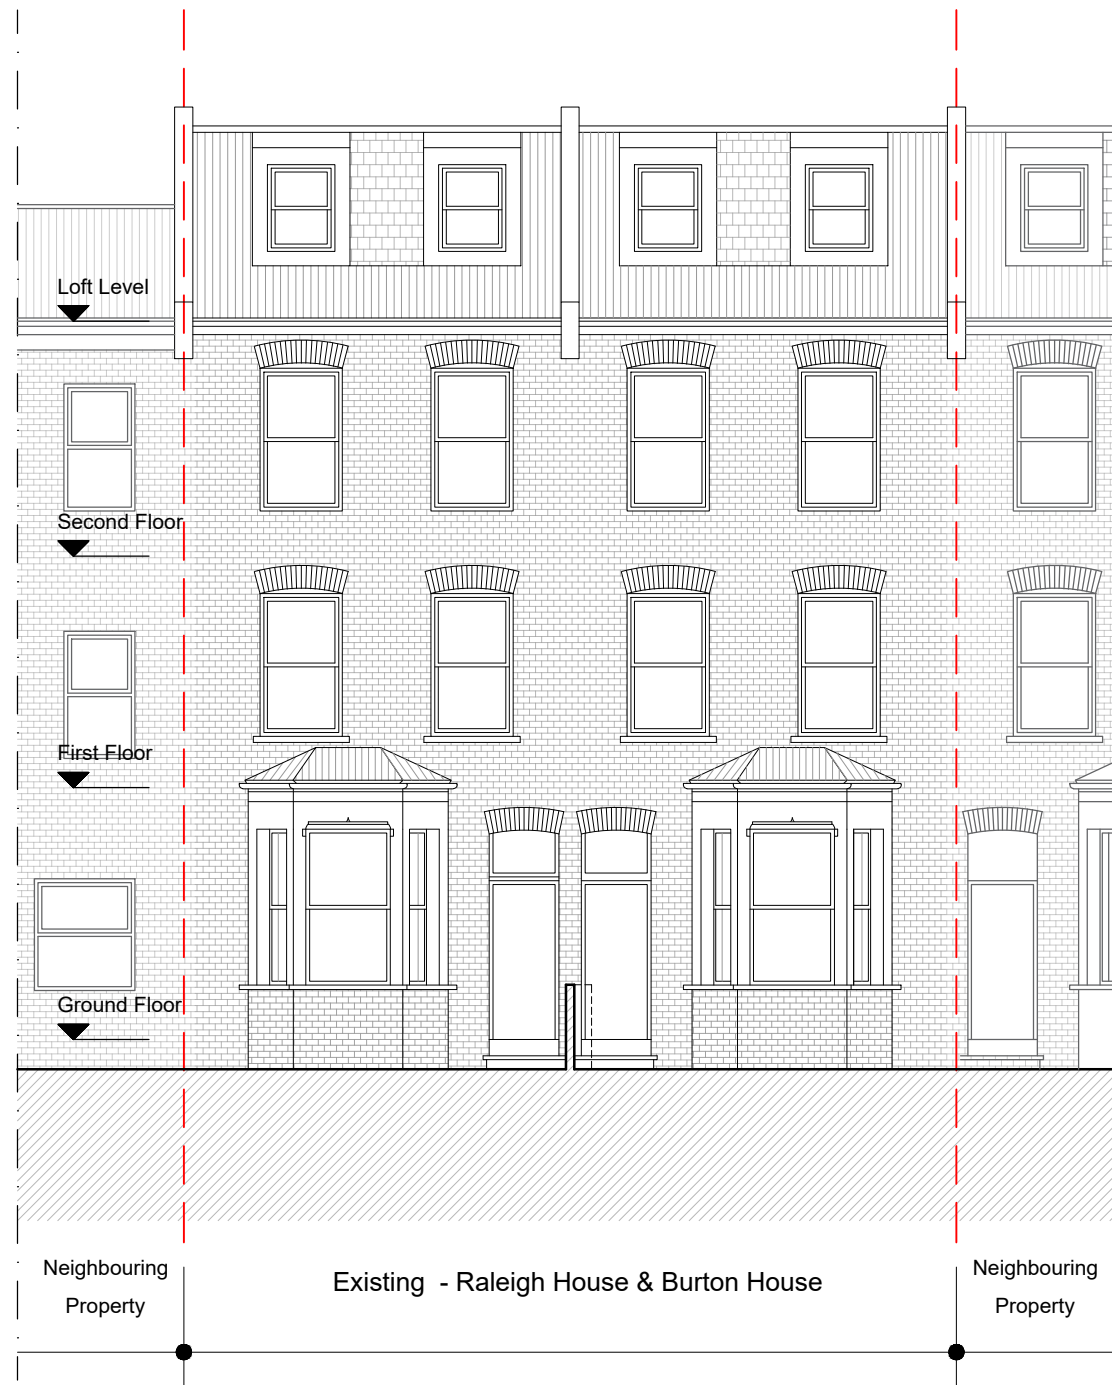 Loft Level
Second Floor
First Floor
Ground Floor
Neighbouring
Property
Existing - Raleigh House & Burton House
Neighbouring
Property